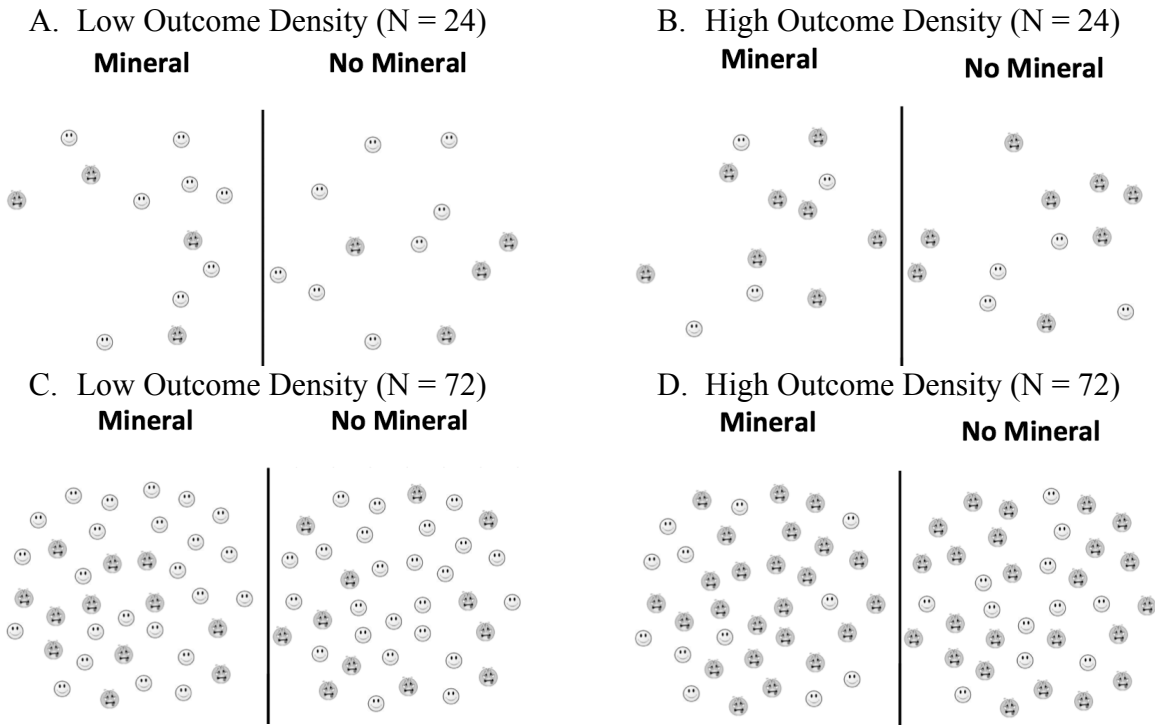 A. Low Outcome Density (N = 24)
Mineral
No Mineral
B. High Outcome Density (N = 24)
Mineral
No Mineral
C. Low Outcome Density (N = 72)
Mineral
No Mineral
D. High Outcome Density (N = 72)
Mineral
No Mineral